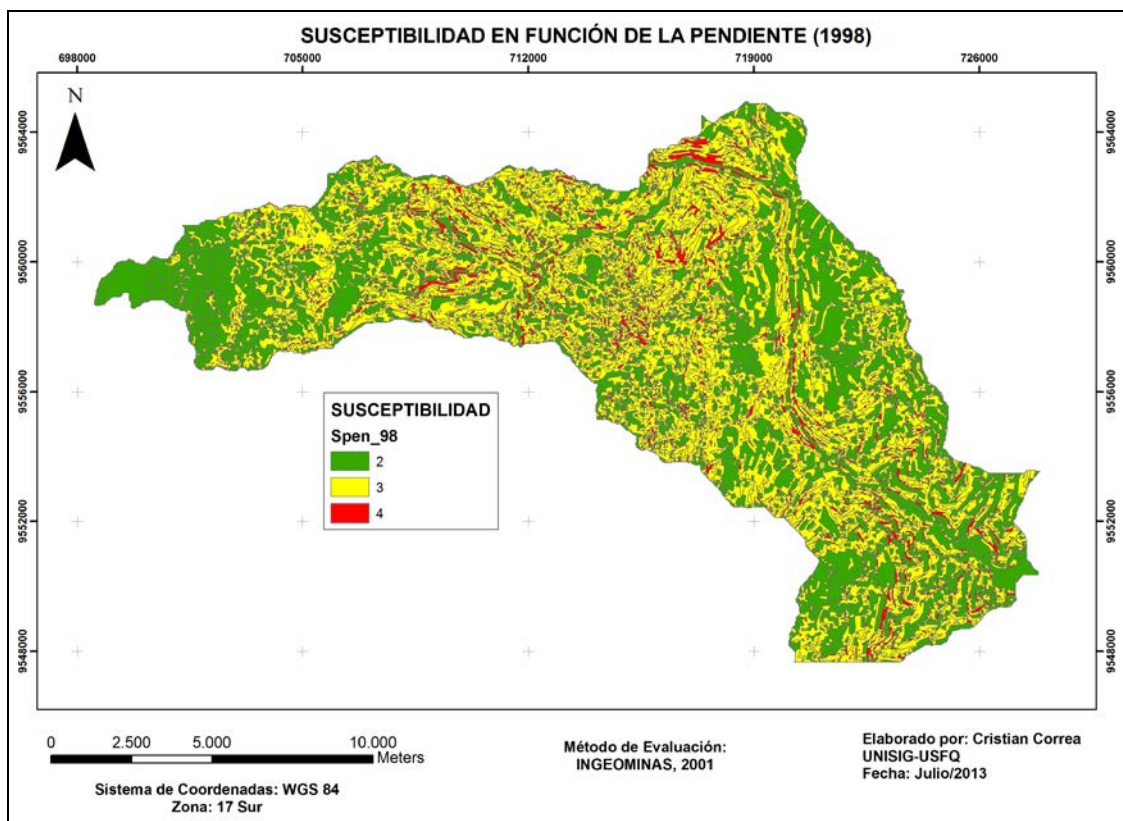 SUSCEPTIBILIDAD EN FUNCIÓN DE LA PENDIENTE (1998)
698000 705000 712000 719000 726000
N
9564000 9564000
9560000 9560000
9556000 9556000
SUSCEPTIBILIDAD
Spen_98
2
3
4
9552000 9552000
9548000 9548000
0 2.500 5.000 10.000
Meters
Sistema de Coordenadas: WGS 84
Zona: 17 Sur
Método de Evaluación:
INGEOMINAS, 2001
Elaborado por: Cristian Correa
UNISIG-USFQ
Fecha: Julio/2013